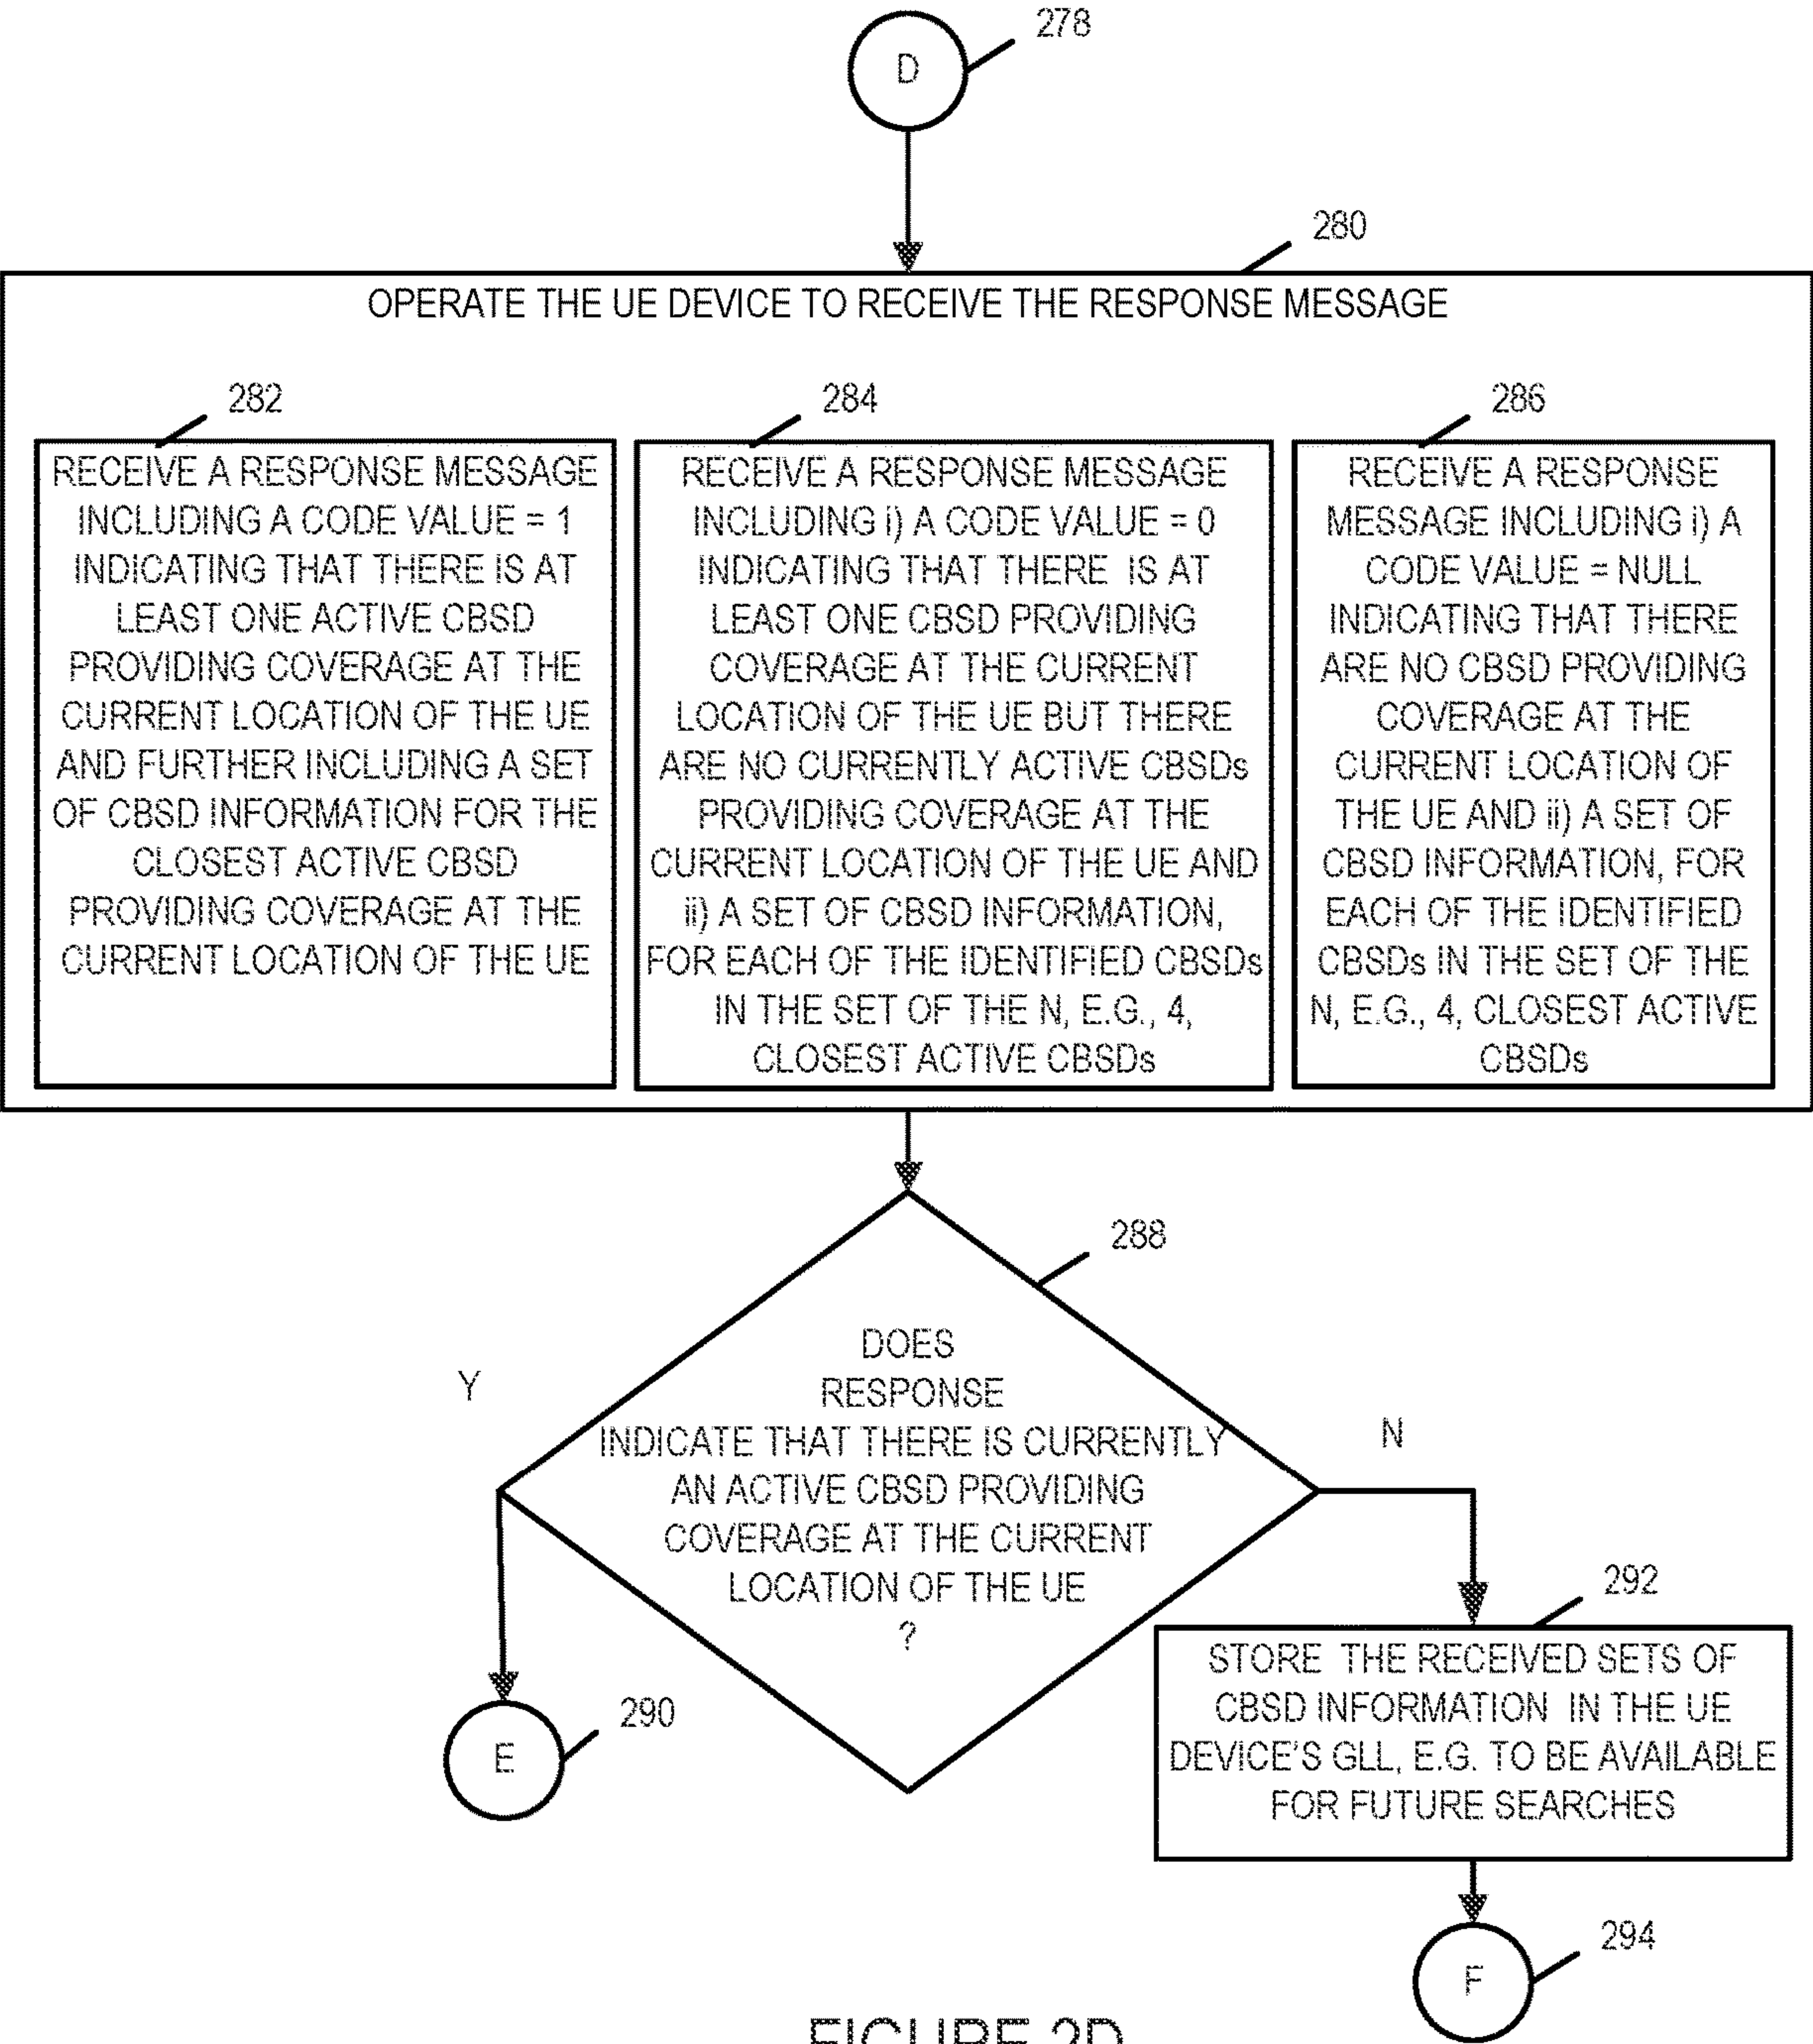 278
D
280
OPERATE THE UE DEVICE TO RECEIVE THE RESPONSE MESSAGE
282
RECEIVE A RESPONSE MESSAGE
INCLUDING A CODE VALUE = 1
INDICATING THAT THERE IS AT
LEAST ONE ACTIVE CBSD
PROVIDING COVERAGE AT THE
CURRENT LOCATION OF THE UE
AND FURTHER INCLUDING A SET
OF CBSD INFORMATION FOR THE
CLOSEST ACTIVE CBSD
PROVIDING COVERAGE AT THE
CURRENT LOCATION OF THE UE
284
RECEIVE A RESPONSE MESSAGE
INCLUDING i) A CODE VALUE = 0
INDICATING THAT THERE IS AT
LEAST ONE CBSD PROVIDING
COVERAGE AT THE CURRENT
LOCATION OF THE UE BUT THERE
ARE NO CURRENTLY ACTIVE CBSDs
PROVIDING COVERAGE AT THE
CURRENT LOCATION OF THE UE AND
ii) A SET OF CBSD INFORMATION,
FOR EACH OF THE IDENTIFIED CBSDs
IN THE SET OF THE N, E.G., 4,
CLOSEST ACTIVE CBSDs
286
RECEIVE A RESPONSE
MESSAGE INCLUDING i) A
CODE VALUE = NULL
INDICATING THAT THERE
ARE NO CBSD PROVIDING
COVERAGE AT THE
CURRENT LOCATION OF
THE UE AND ii) A SET OF
CBSD INFORMATION, FOR
EACH OF THE IDENTIFIED
CBSDs IN THE SET OF THE
N, E.G., 4, CLOSEST ACTIVE
CBSDs
288
DOES
RESPONSE
INDICATE THAT THERE IS CURRENTLY
AN ACTIVE CBSD PROVIDING
COVERAGE AT THE CURRENT
LOCATION OF THE UE
?
Y
N
290
E
292
STORE THE RECEIVED SETS OF
CBSD INFORMATION IN THE UE
DEVICE'S GLL, E.G. TO BE AVAILABLE
FOR FUTURE SEARCHES
294
F
FIGURE 2D